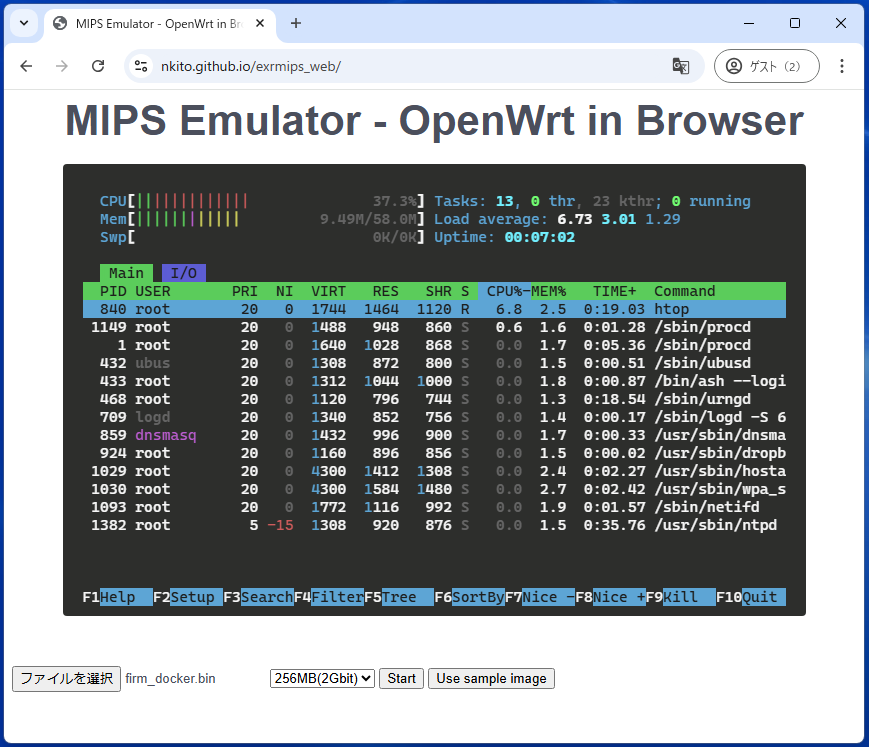 MIPS Emulator - OpenWrt in Br
nkito.github.io/exrmips_web/ ゲスト (2)
MIPS Emulator - OpenWrt in Browser
CPU[||||||||||||| 37.3%] Tasks: 13, 0 thr, 23 kthr; 0 running
Mem[|||||||||||| 9.49M/58.0M] Load average: 6.73 3.01 1.29
Swp[ 0K/0K] Uptime: 00:07:02
Main I/O
PID USER PRI NI VIRT RES SHR S CPU%-MEM% TIME+ Command
840 root 20 0 1744 1464 1120 R 6.8 2.5 0:19.03 htop
1149 root 20 0 1488 948 860 S 0.6 1.6 0:01.28 /sbin/procd
1 root 20 0 1640 1028 868 S 0.0 1.7 0:05.36 /sbin/procd
432 ubus 20 0 1308 872 800 S 0.0 1.5 0:00.51 /sbin/ubusd
433 root 20 0 1312 1044 1000 S 0.0 1.8 0:00.87 /bin/ash --logi
468 root 20 0 1120 796 744 S 0.0 1.3 0:18.54 /sbin/urngd
709 logd 20 0 1340 852 756 S 0.0 1.4 0:00.17 /sbin/logd -S 6
859 dnsmasq 20 0 1432 996 900 S 0.0 1.7 0:00.33 /usr/sbin/dnsma
924 root 20 0 1160 896 856 S 0.0 1.5 0:00.02 /usr/sbin/dropb
1029 root 20 0 4300 1412 1308 S 0.0 2.4 0:02.27 /usr/sbin/hosta
1030 root 20 0 4300 1584 1480 S 0.0 2.7 0:02.42 /usr/sbin/wpa_s
1093 root 20 0 1772 1116 992 S 0.0 1.9 0:01.57 /sbin/netifd
1382 root 5 -15 1308 920 876 S 0.0 1.5 0:35.76 /usr/sbin/ntpd
F1Help F2Setup F3SearchF4FilterF5Tree F6SortByF7Nice -F8Nice +F9Kill F10Quit
ファイルを選択 firm_docker.bin 256MB(2Gbit) Start Use sample image